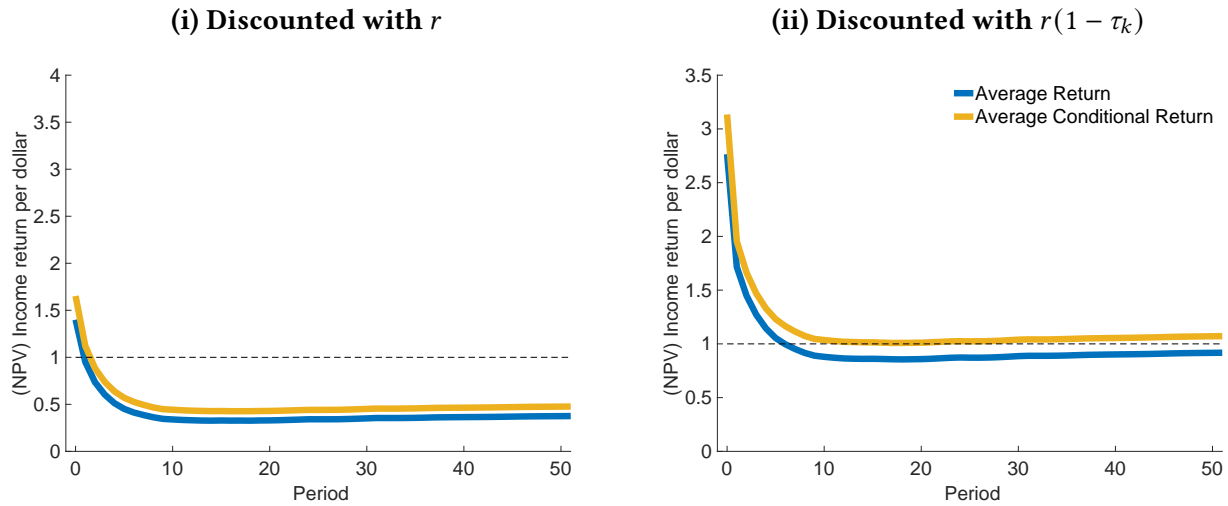 (i) Discounted with r
(NPV) Income return per dollar
4
3.5
3
2.5
2
1.5
1
0.5
0
0 10 20 30 40 50
Period
(ii) Discounted with r(1 − τₖ)
(NPV) Income return per dollar
3.5
3
2.5
2
1.5
1
0.5
0
Average Return
Average Conditional Return
0 10 20 30 40 50
Period